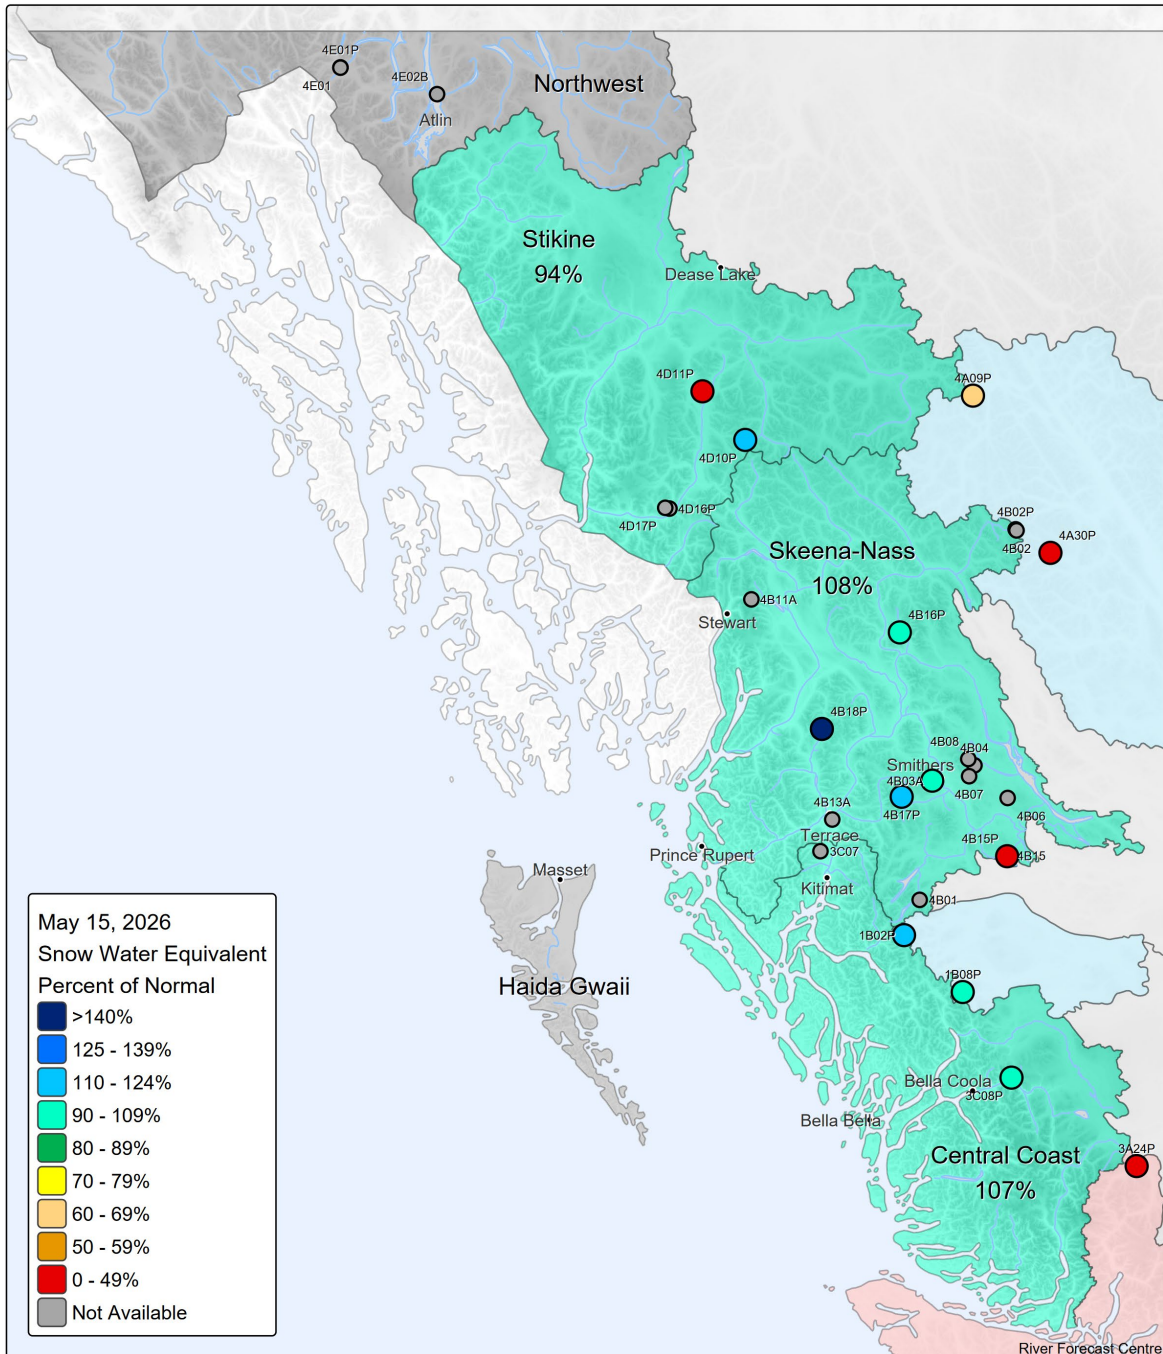 4E01P
4E01
4E02B
Atlin
Northwest
Stikine
94%
Dease Lake
4D11P
4A09P
4D10P
4D16P
4D17P
4B02P
4B02
4A30P
Skeena-Nass
108%
4B11A
Stewart
4B16P
4B18P
4B08
4B04
Smithers
4B03A
4B07
4B17P
4B06
4B13A
Terrace
3C07
4B15P
4B15
Prince Rupert
Masset
Kitimat
4B01
1B02P
1B08P
Haida Gwaii
Bella Coola
3C08P
Bella Bella
Central Coast
107%
3A24P
May 15, 2026
Snow Water Equivalent
Percent of Normal
>140%
125 - 139%
110 - 124%
90 - 109%
80 - 89%
70 - 79%
60 - 69%
50 - 59%
0 - 49%
Not Available
River Forecast Centre